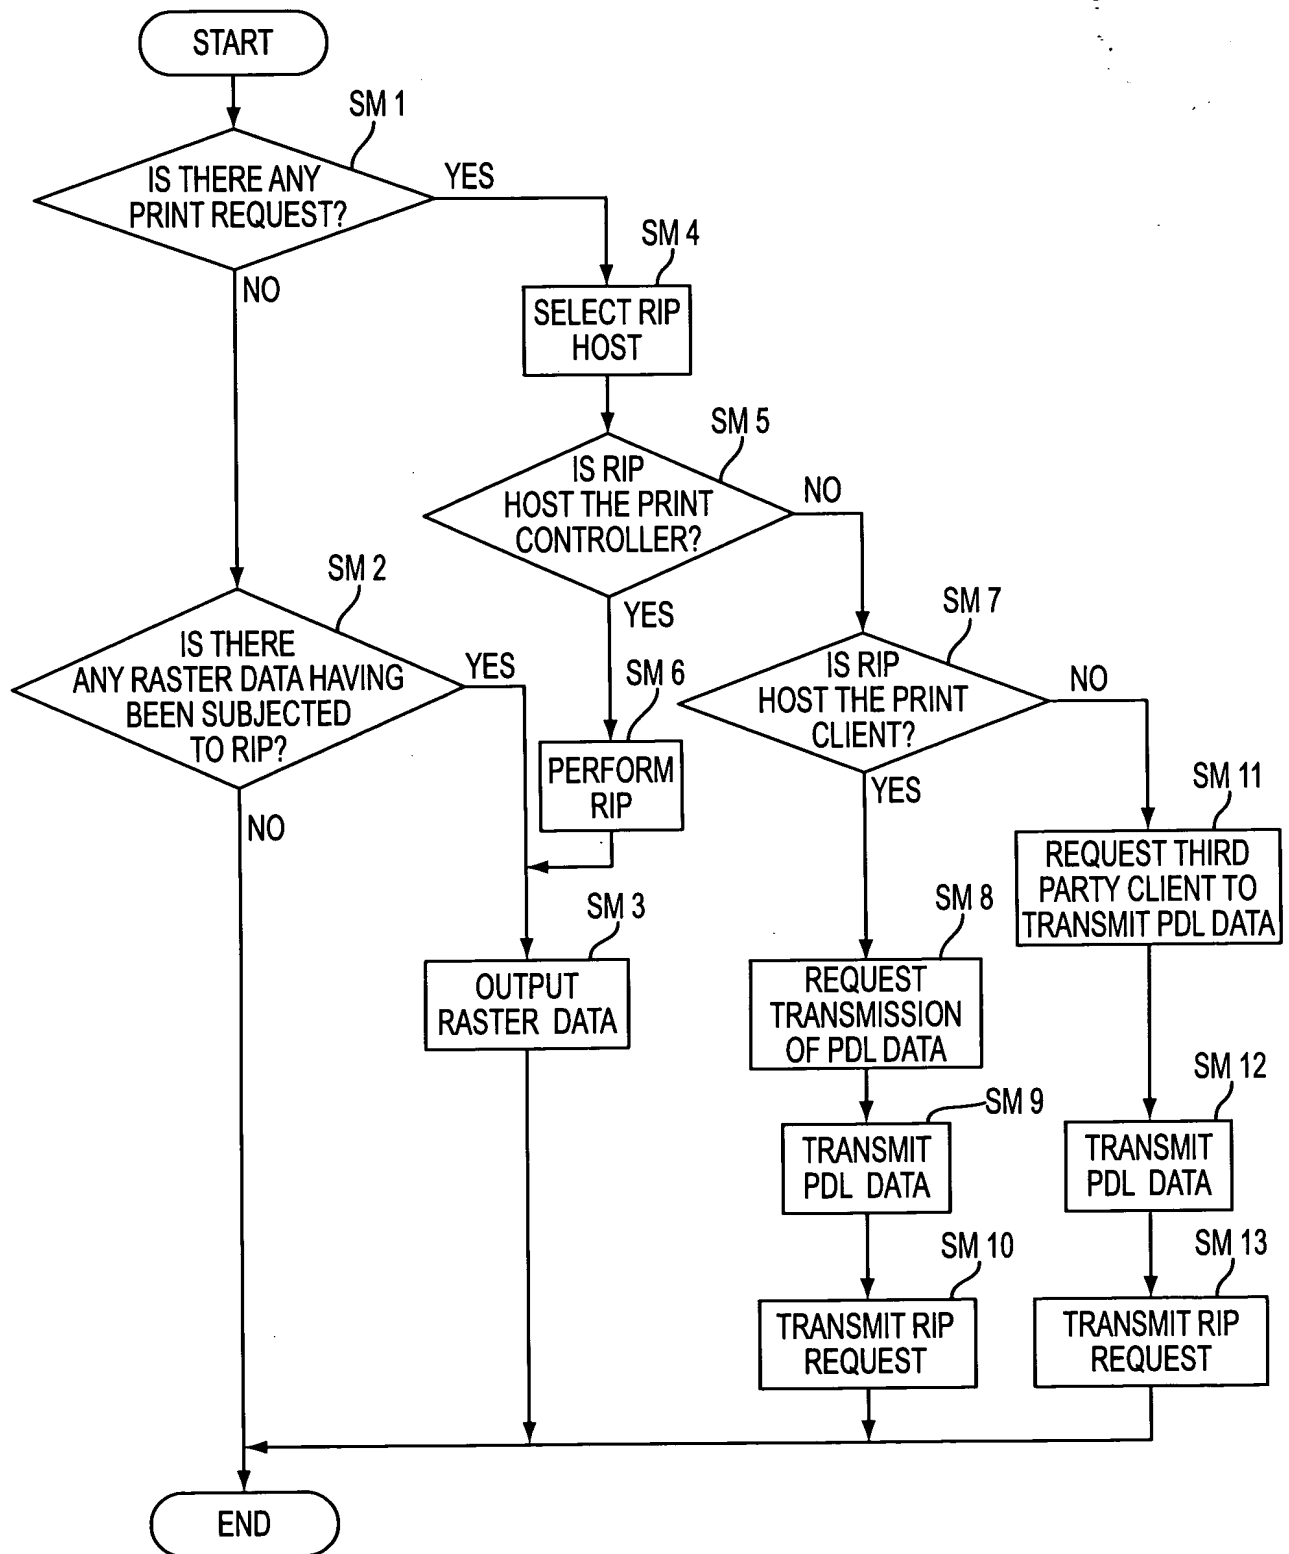 START
SM 1
IS THERE ANY
PRINT REQUEST?
YES
NO
SM 4
SELECT RIP
HOST
SM 5
IS RIP
HOST THE PRINT
CONTROLLER?
NO
YES
SM 2
IS THERE
ANY RASTER DATA HAVING
BEEN SUBJECTED
TO RIP?
YES
NO
SM 6
PERFORM
RIP
SM 7
IS RIP
HOST THE PRINT
CLIENT?
NO
YES
SM 3
OUTPUT
RASTER DATA
SM 8
REQUEST
TRANSMISSION
OF PDL DATA
SM 9
TRANSMIT
PDL DATA
SM 10
TRANSMIT RIP
REQUEST
SM 11
REQUEST THIRD
PARTY CLIENT TO
TRANSMIT PDL DATA
SM 12
TRANSMIT
PDL DATA
SM 13
TRANSMIT RIP
REQUEST
END